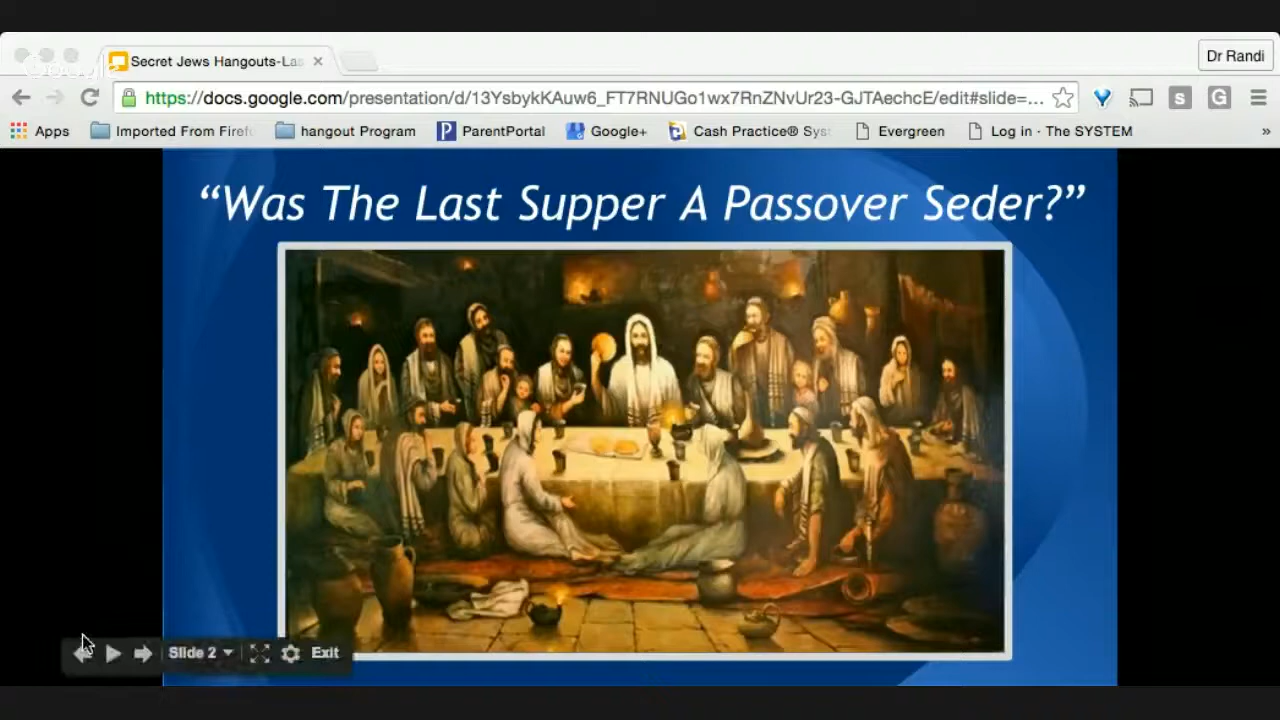 Google
Secret Jews Hangouts-Las
Dr Randi
https://docs.google.com/presentation/d/13YsbykKAuw6_FT7RNUGo1wx7RnZNvUr23-GJTAechcE/edit#slide=...
Apps Imported From Firef hangout Program ParentPortal Google+ Cash Practice® Sys Evergreen Log in · The SYSTEM »
“Was The Last Supper A Passover Seder?”
Slide 2 Exit